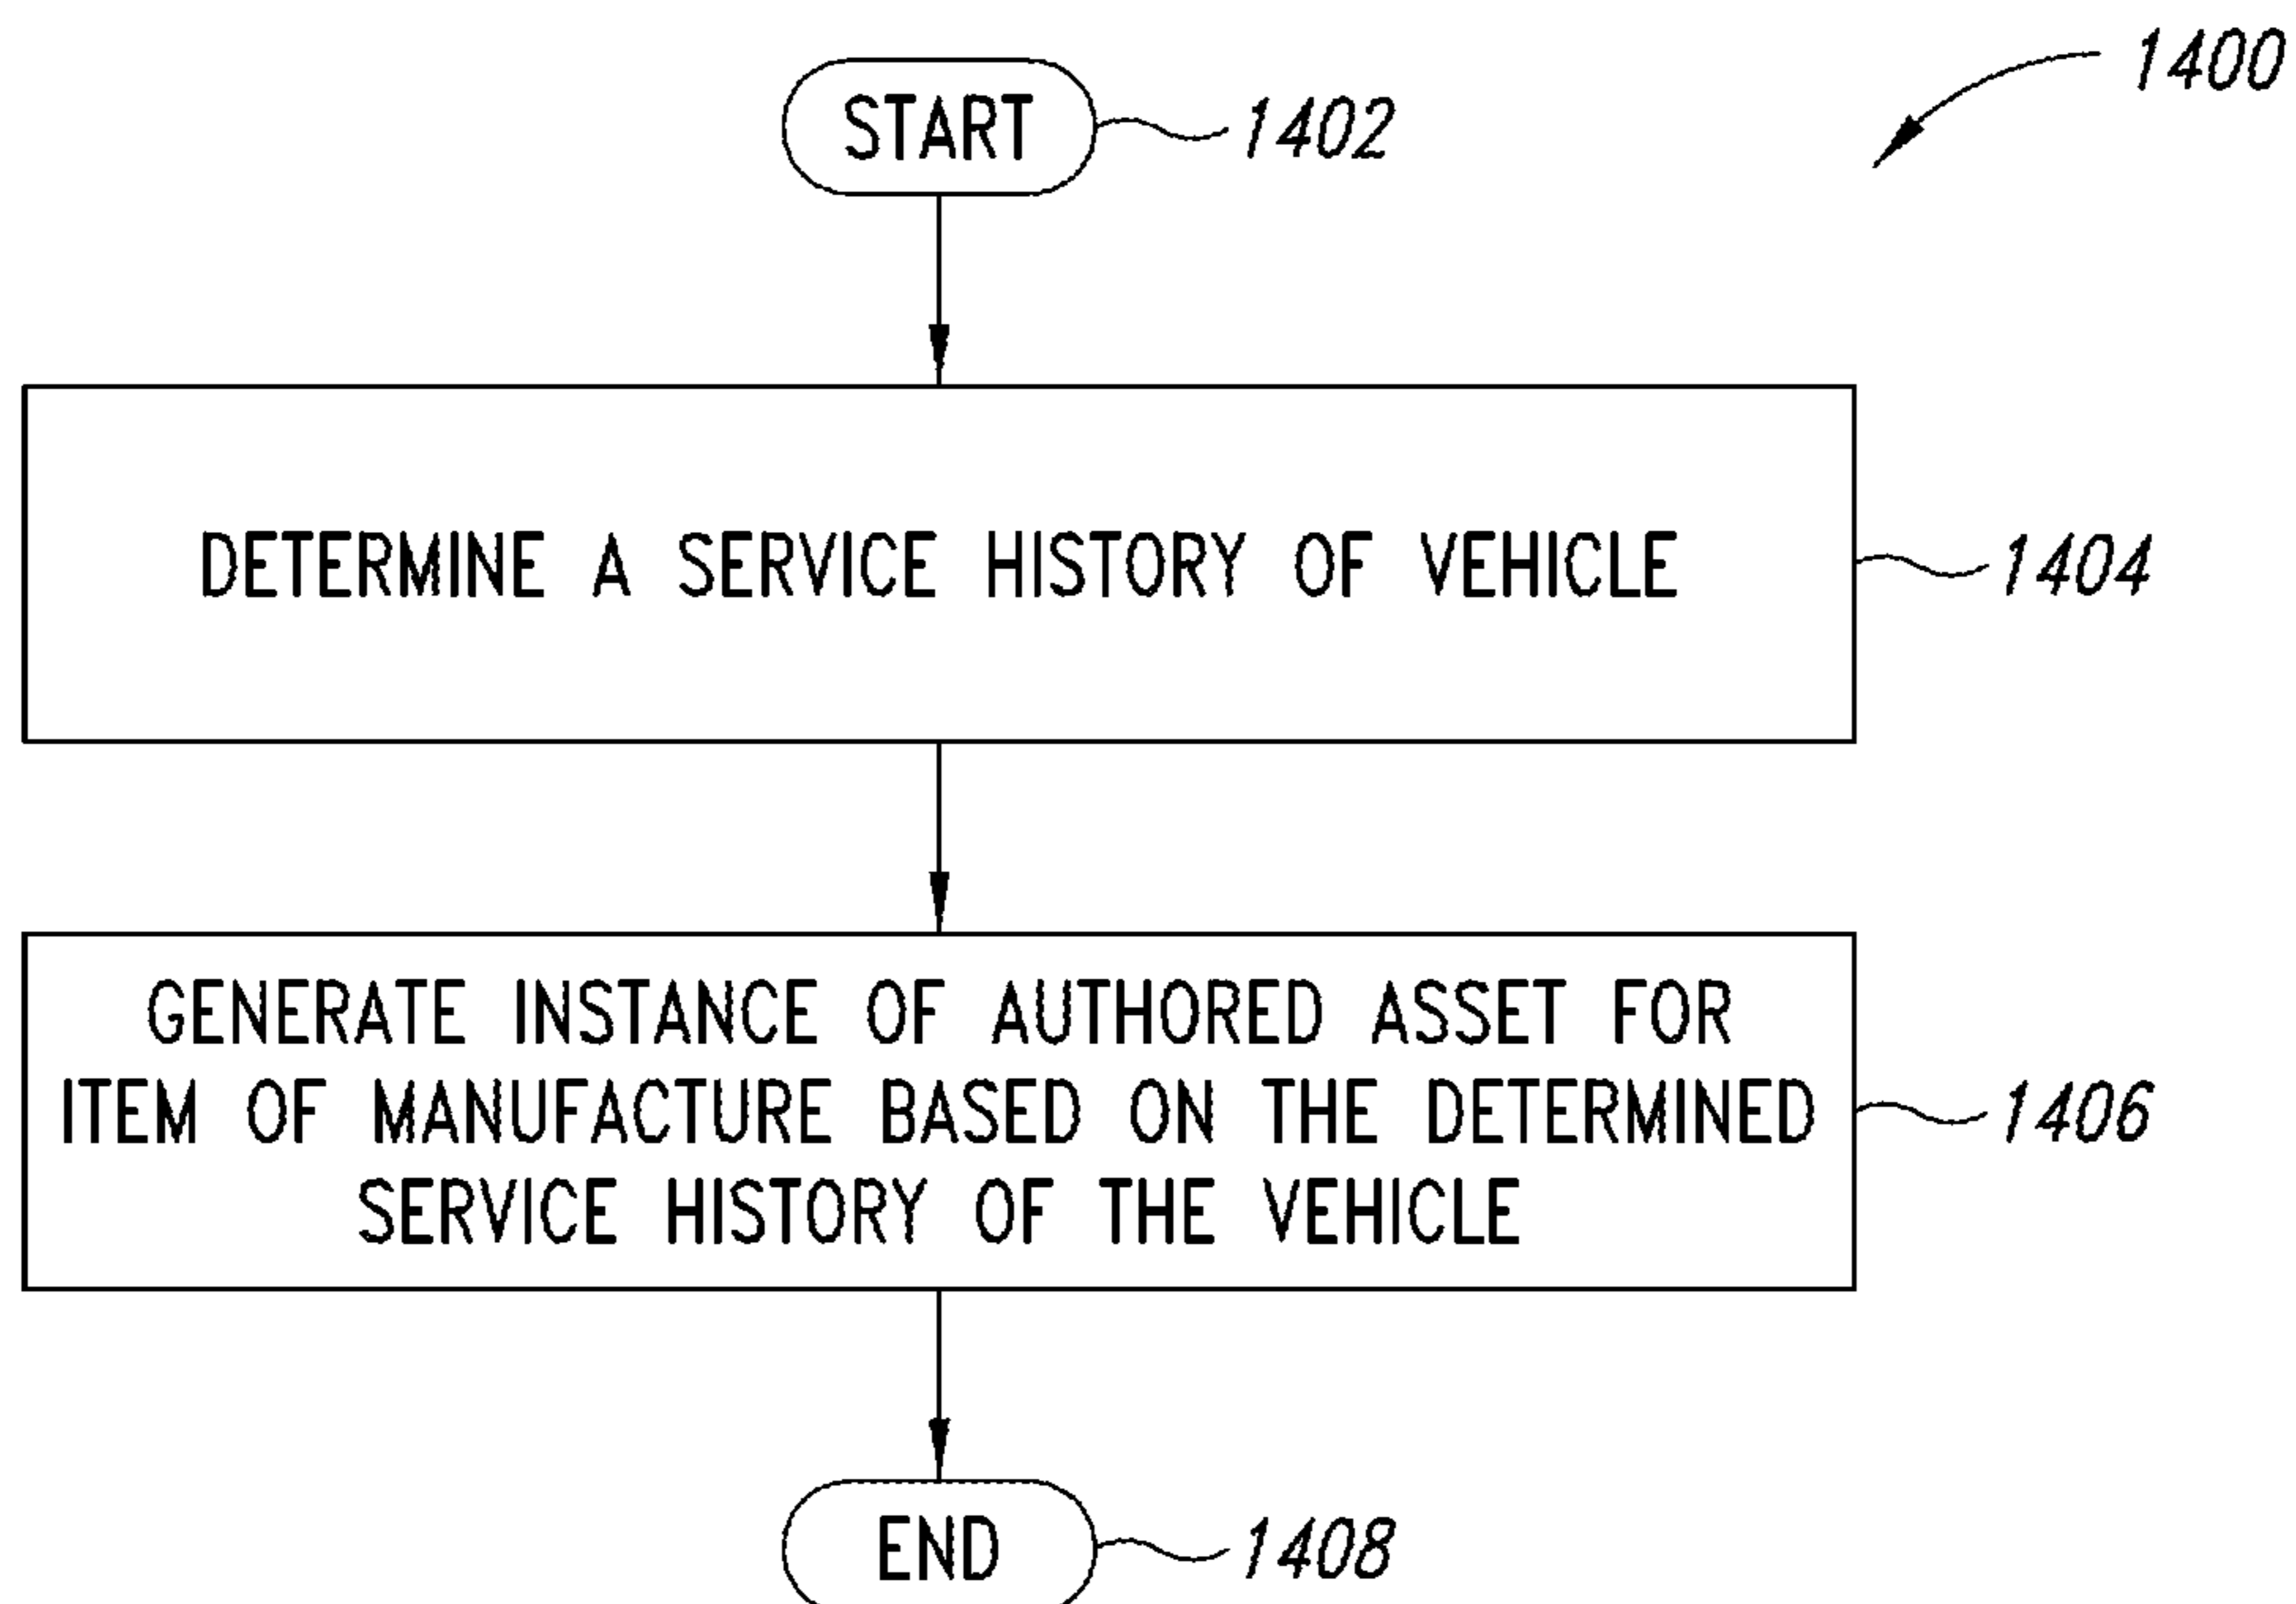 1400
START
1402
DETERMINE A SERVICE HISTORY OF VEHICLE
1404
GENERATE INSTANCE OF AUTHORED ASSET FOR
ITEM OF MANUFACTURE BASED ON THE DETERMINED
SERVICE HISTORY OF THE VEHICLE
1406
END
1408